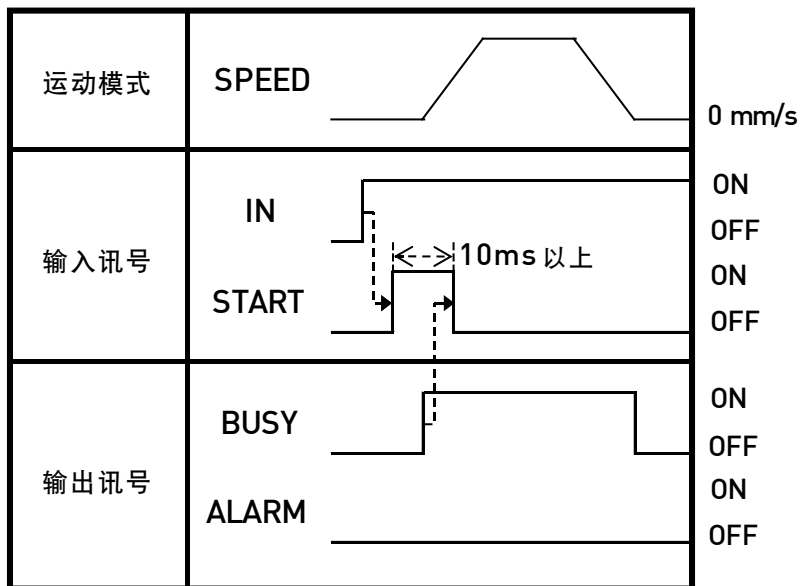 运动模式
SPEED
0 mm/s
输入讯号
IN
ON
OFF
10ms 以上
START
ON
OFF
输出讯号
BUSY
ON
OFF
ALARM
ON
OFF